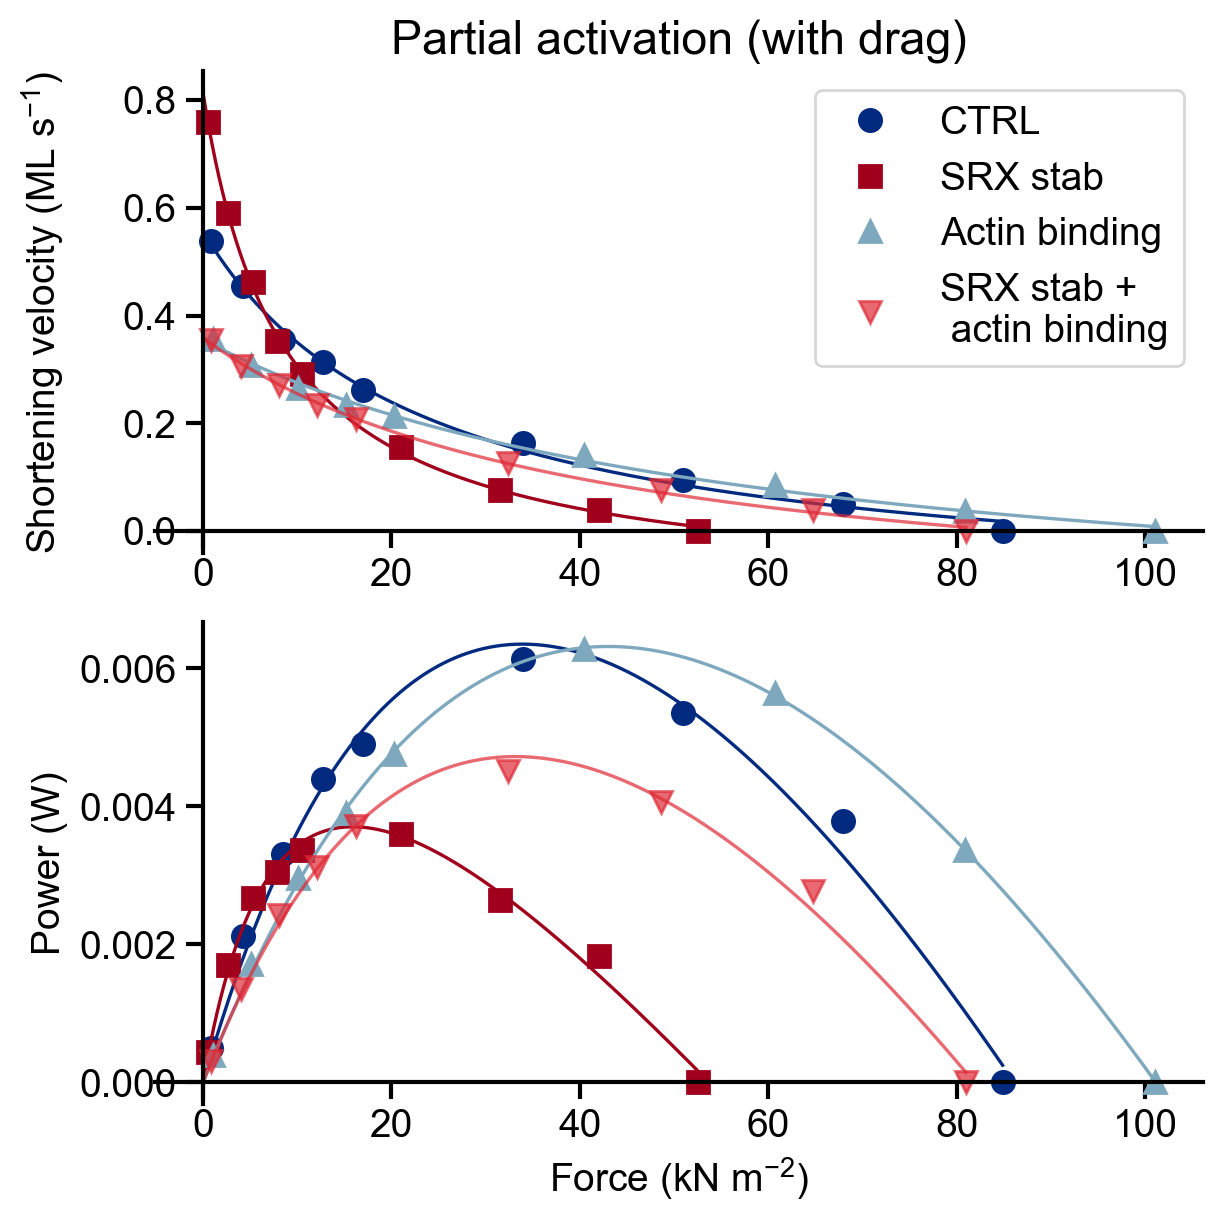 Partial activation (with drag)
Shortening velocity (ML s⁻¹)
0.8
0.6
0.4
0.2
0.0
0 20 40 60 80 100
CTRL
SRX stab
Actin binding
SRX stab +
actin binding
Power (W)
0.006
0.004
0.002
0.000
0 20 40 60 80 100
Force (kN m⁻²)